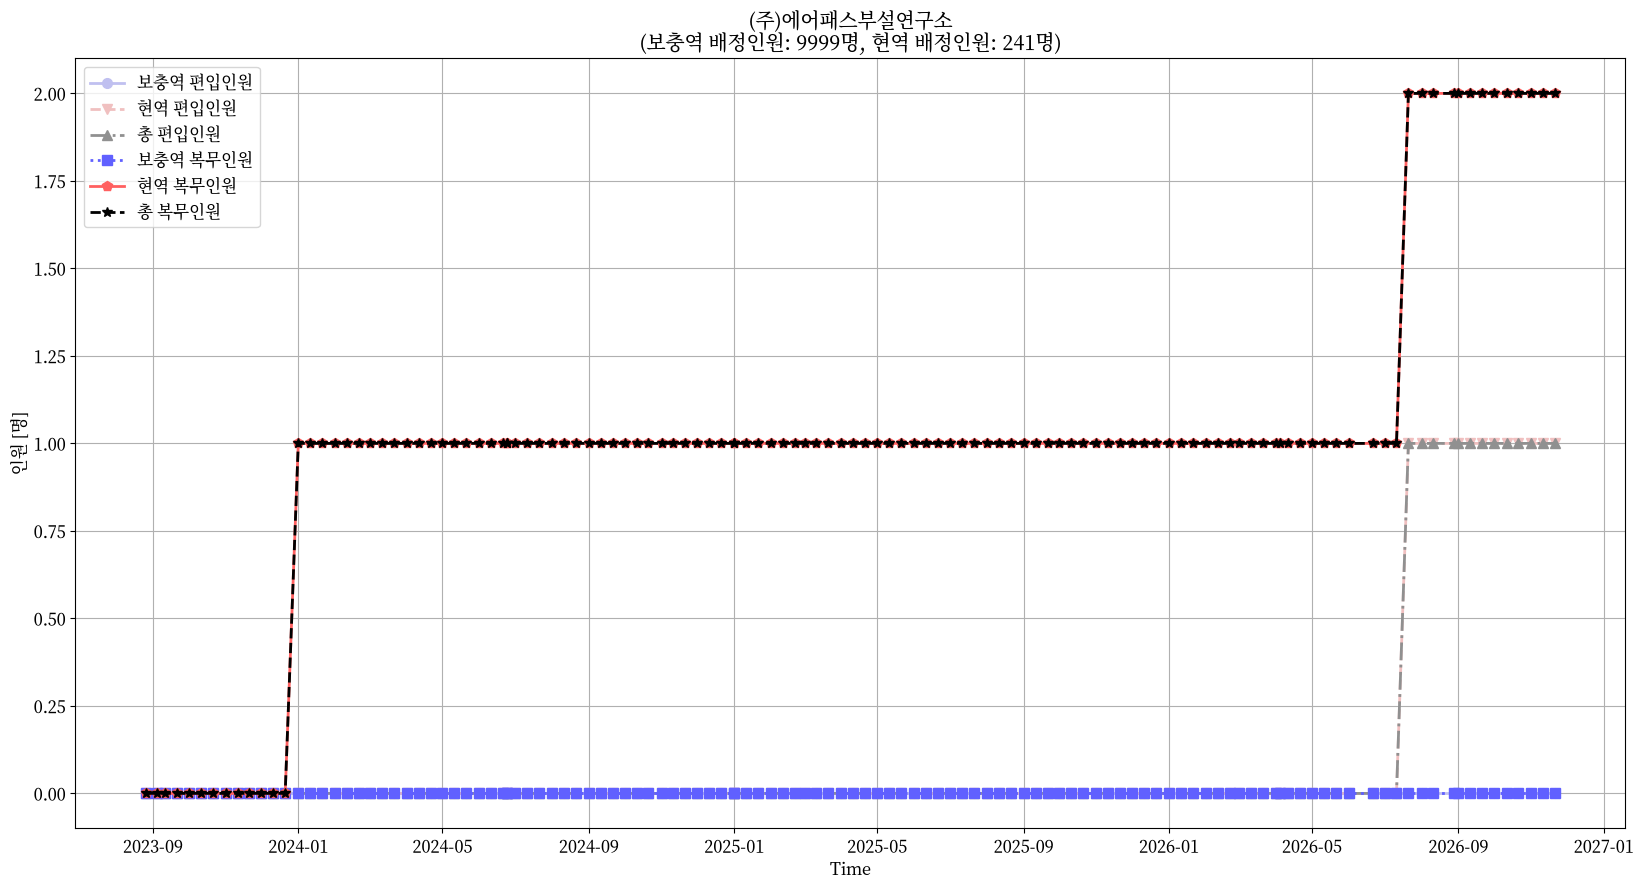 (주)에어패스부설연구소
(보충역 배정인원: 9999명, 현역 배정인원: 241명)
보충역 편입인원
현역 편입인원
총 편입인원
보충역 복무인원
현역 복무인원
총 복무인원
2.00
1.75
1.50
1.25
1.00
0.75
0.50
0.25
0.00
인원 [명]
2023-09 2024-01 2024-05 2024-09 2025-01 2025-05 2025-09 2026-01 2026-05 2026-09 2027-01
Time